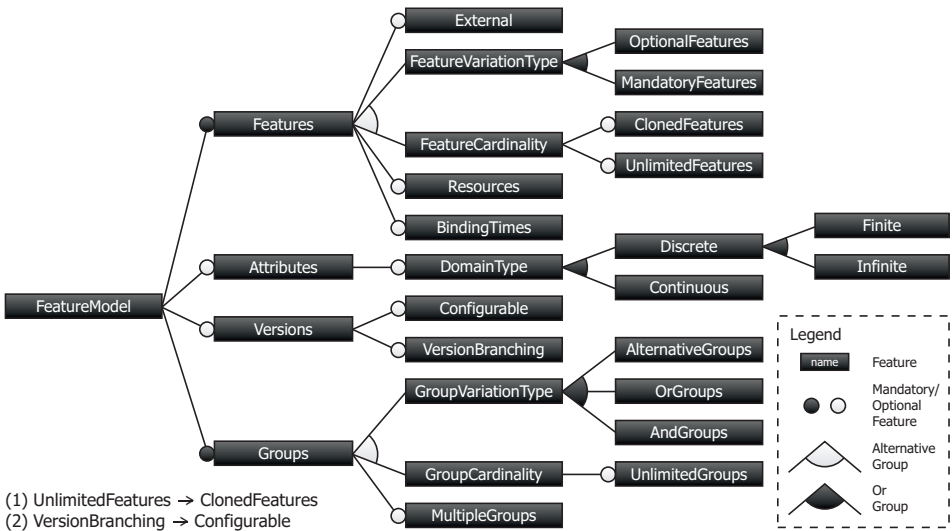 External
FeatureVariationType
OptionalFeatures
MandatoryFeatures
Features
FeatureCardinality
ClonedFeatures
UnlimitedFeatures
Resources
BindingTimes
Attributes
DomainType
Discrete
Finite
Infinite
Continuous
FeatureModel
Versions
Configurable
VersionBranching
GroupVariationType
AlternativeGroups
OrGroups
AndGroups
Groups
GroupCardinality
UnlimitedGroups
MultipleGroups
(1) UnlimitedFeatures → ClonedFeatures
(2) VersionBranching → Configurable
Legend
name Feature
Mandatory/
Optional
Feature
Alternative
Group
Or
Group